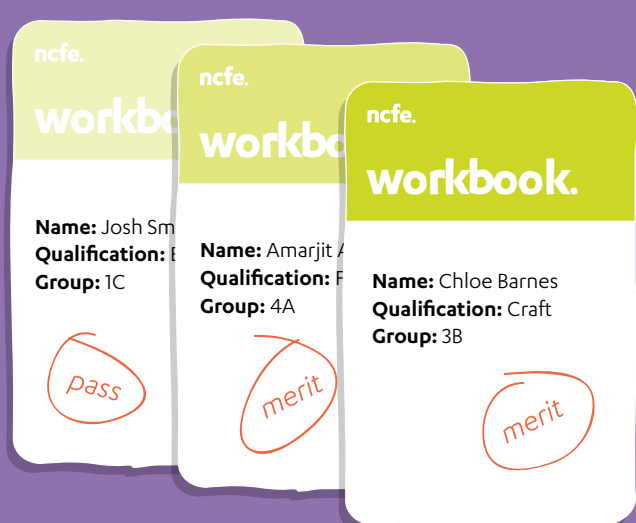 ncfe.
workbo
Name: Josh Sm
Qualification:
Group: 1C
pass
ncfe.
workbo
Name: Amarjit
Qualification:
Group: 4A
merit
ncfe.
workbook.
Name: Chloe Barnes
Qualification: Craft
Group: 3B
merit